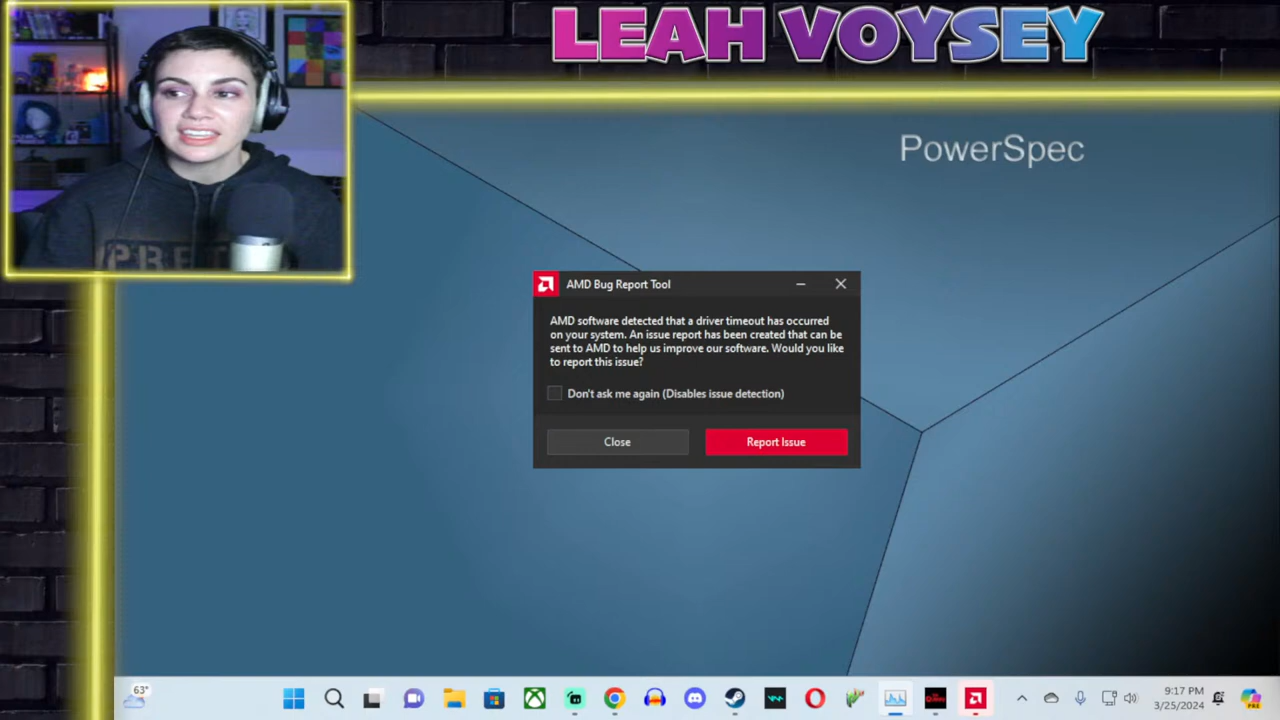 LEAH VOYSEY
PowerSpec
AMD Bug Report Tool
AMD software detected that a driver timeout has occurred
on your system. An issue report has been created that can be
sent to AMD to help us improve our software. Would you like
to report this issue?
Don't ask me again (Disables issue detection)
Close
Report Issue
63°
9:17 PM
3/25/2024
PRE